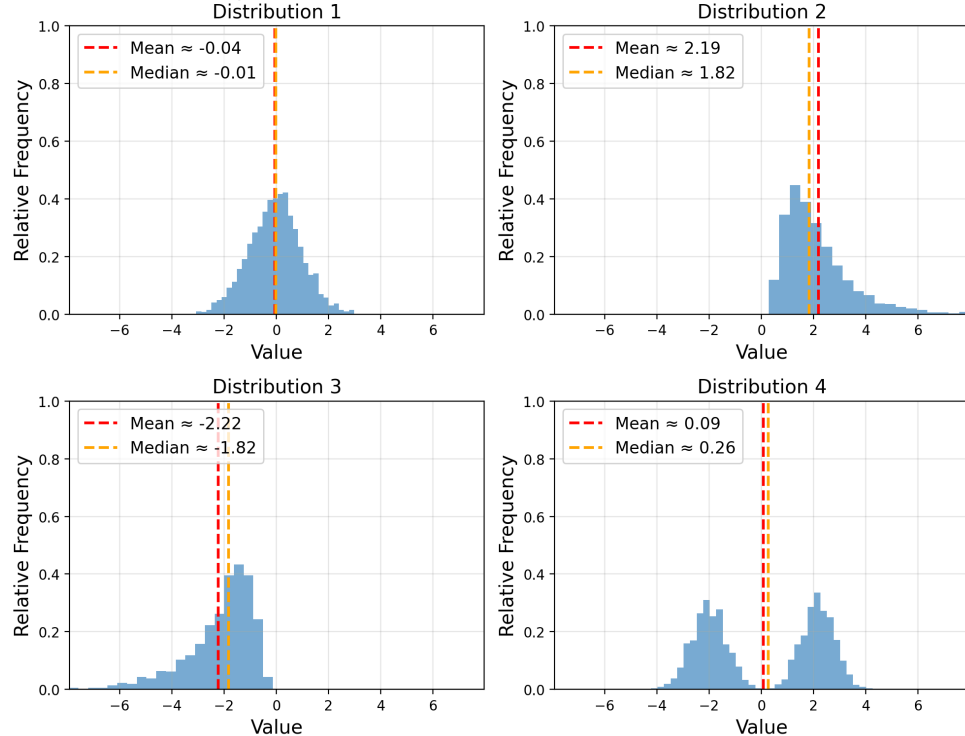 Distribution 1
Mean ≈ -0.04
Median ≈ -0.01
Relative Frequency
1.0
0.8
0.6
0.4
0.2
0.0
−6 −4 −2 0 2 4 6
Value
Distribution 2
Mean ≈ 2.19
Median ≈ 1.82
Relative Frequency
1.0
0.8
0.6
0.4
0.2
0.0
−6 −4 −2 0 2 4 6
Value
Distribution 3
Mean ≈ -2.22
Median ≈ -1.82
Relative Frequency
1.0
0.8
0.6
0.4
0.2
0.0
−6 −4 −2 0 2 4 6
Value
Distribution 4
Mean ≈ 0.09
Median ≈ 0.26
Relative Frequency
1.0
0.8
0.6
0.4
0.2
0.0
−6 −4 −2 0 2 4 6
Value